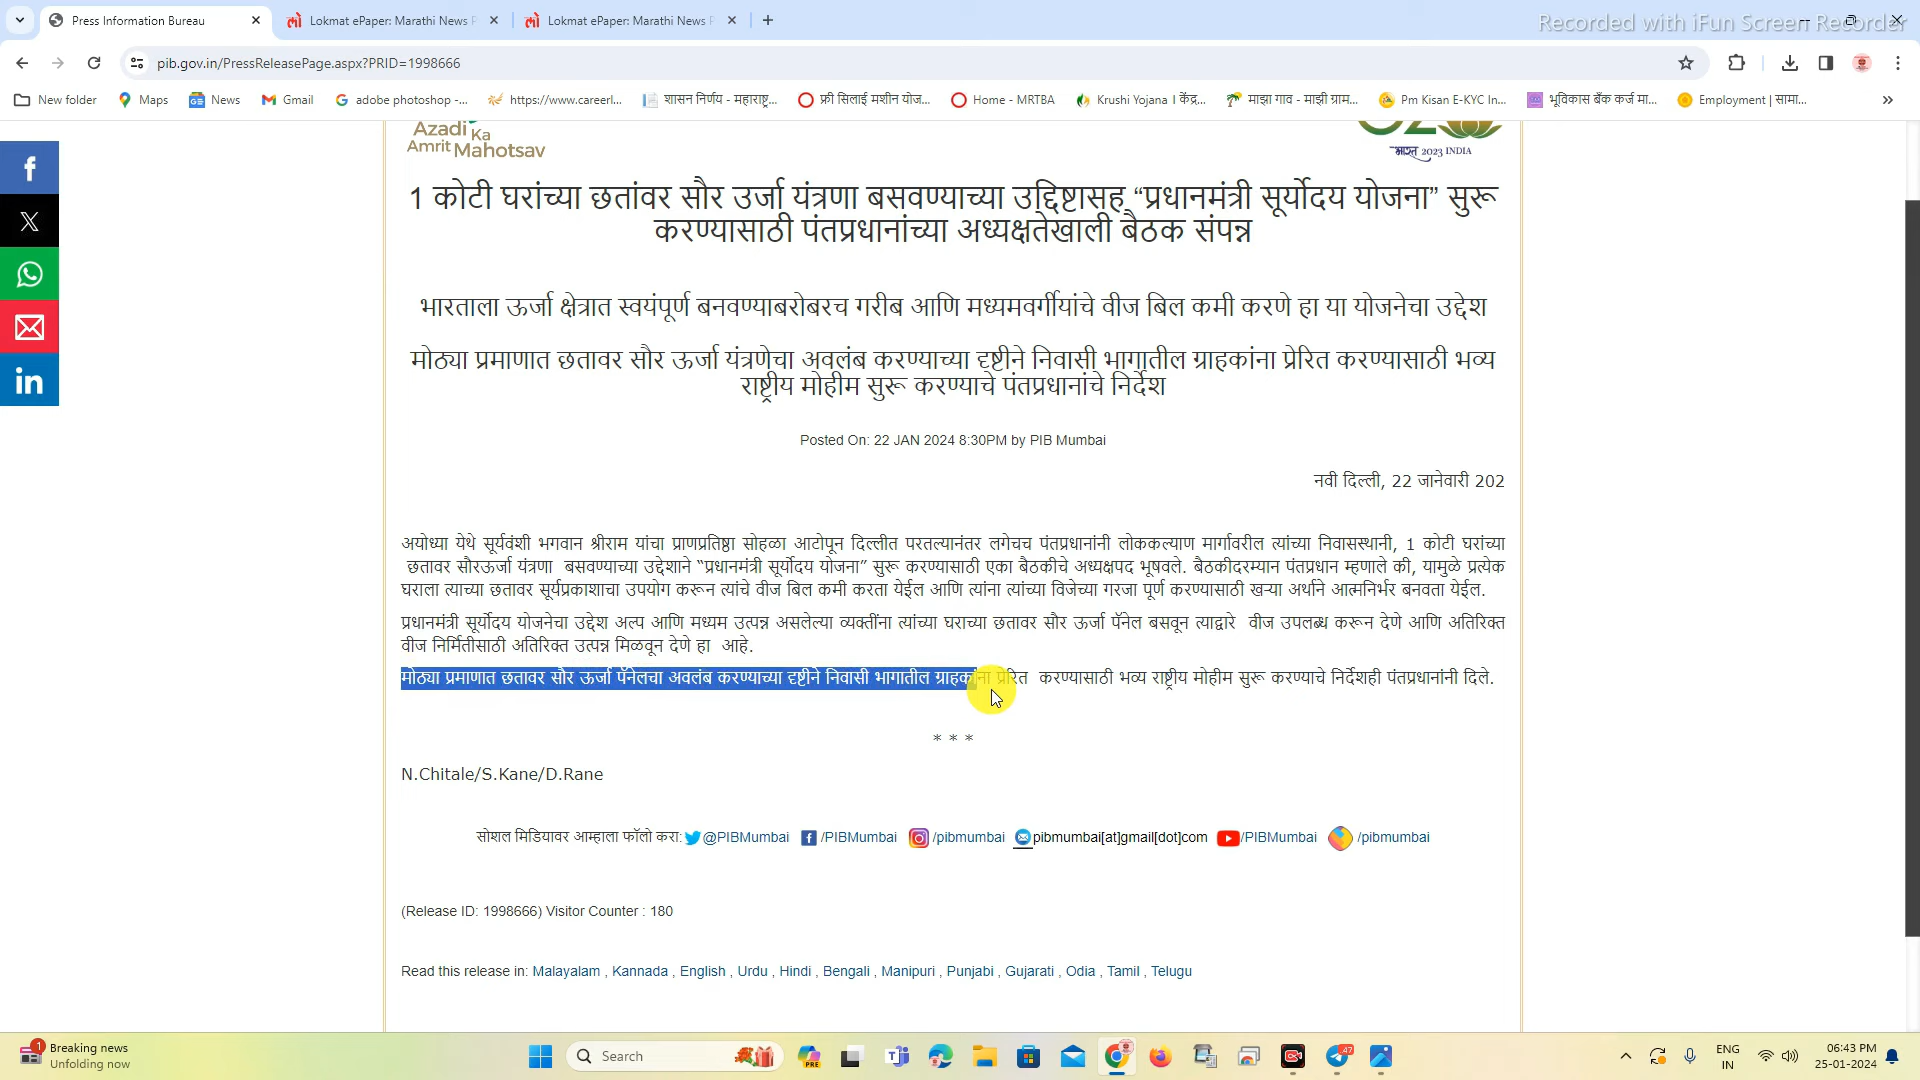 Press Information Bureau
Lokmat ePaper: Marathi News P
Lokmat ePaper: Marathi News P
Recorded with iFun Screen Recorder
pib.gov.in/PressReleasePage.aspx?PRID=1998666
New folder
Maps
News
Gmail
adobe photoshop -...
https://www.careerl...
शासन निर्णय - महाराष्ट्र...
फ्री सिलाई मशीन योज...
Home - MRTBA
Krushi Yojana । केंद्र...
माझा गाव - माझी ग्राम...
Pm Kisan E-KYC In...
भूविकास बँक कर्ज मा...
Employment | सामा...
Azadi Ka
Amrit Mahotsav
भारत 2023 INDIA
1 कोटी घरांच्या छतांवर सौर उर्जा यंत्रणा बसवण्याच्या उद्दिष्टासह “प्रधानमंत्री सूर्योदय योजना” सुरू
करण्यासाठी पंतप्रधानांच्या अध्यक्षतेखाली बैठक संपन्न
भारताला ऊर्जा क्षेत्रात स्वयंपूर्ण बनवण्याबरोबरच गरीब आणि मध्यमवर्गीयांचे वीज बिल कमी करणे हा या योजनेचा उद्देश
मोठ्या प्रमाणात छतावर सौर ऊर्जा यंत्रणेचा अवलंब करण्याच्या दृष्टीने निवासी भागातील ग्राहकांना प्रेरित करण्यासाठी भव्य
राष्ट्रीय मोहीम सुरू करण्याचे पंतप्रधानांचे निर्देश
Posted On: 22 JAN 2024 8:30PM by PIB Mumbai
नवी दिल्ली, 22 जानेवारी 202
अयोध्या येथे सूर्यवंशी भगवान श्रीराम यांचा प्राणप्रतिष्ठा सोहळा आटोपून दिल्लीत परतल्यानंतर लगेचच पंतप्रधानांनी लोककल्याण मार्गावरील त्यांच्या निवासस्थानी, 1 कोटी घरांच्या
छतावर सौरऊर्जा यंत्रणा बसवण्याच्या उद्देशाने “प्रधानमंत्री सूर्योदय योजना” सुरू करण्यासाठी एका बैठकीचे अध्यक्षपद भूषवले. बैठकीदरम्यान पंतप्रधान म्हणाले की, यामुळे प्रत्येक
घराला त्याच्या छतावर सूर्यप्रकाशाचा उपयोग करून त्यांचे वीज बिल कमी करता येईल आणि त्यांना त्यांच्या विजेच्या गरजा पूर्ण करण्यासाठी खऱ्या अर्थाने आत्मनिर्भर बनवता येईल.
प्रधानमंत्री सूर्योदय योजनेचा उद्देश अल्प आणि मध्यम उत्पन्न असलेल्या व्यक्तींना त्यांच्या घराच्या छतावर सौर ऊर्जा पॅनेल बसवून त्याद्वारे वीज उपलब्ध करून देणे आणि अतिरिक्त
वीज निर्मितीसाठी अतिरिक्त उत्पन्न मिळवून देणे हा आहे.
मोठ्या प्रमाणात छतावर सौर ऊर्जा पॅनेलचा अवलंब करण्याच्या दृष्टीने निवासी भागातील ग्राहकांना प्रेरित करण्यासाठी भव्य राष्ट्रीय मोहीम सुरू करण्याचे निर्देशही पंतप्रधानांनी दिले.
* * *
N.Chitale/S.Kane/D.Rane
सोशल मिडियावर आम्हाला फॉलो करा: @PIBMumbai /PIBMumbai /pibmumbai pibmumbai[at]gmail[dot]com /PIBMumbai /pibmumbai
(Release ID: 1998666) Visitor Counter : 180
Read this release in: Malayalam , Kannada , English , Urdu , Hindi , Bengali , Manipuri , Punjabi , Gujarati , Odia , Tamil , Telugu
1
Breaking news
Unfolding now
Search
PRE
47
ENG
IN
06:43 PM
25-01-2024